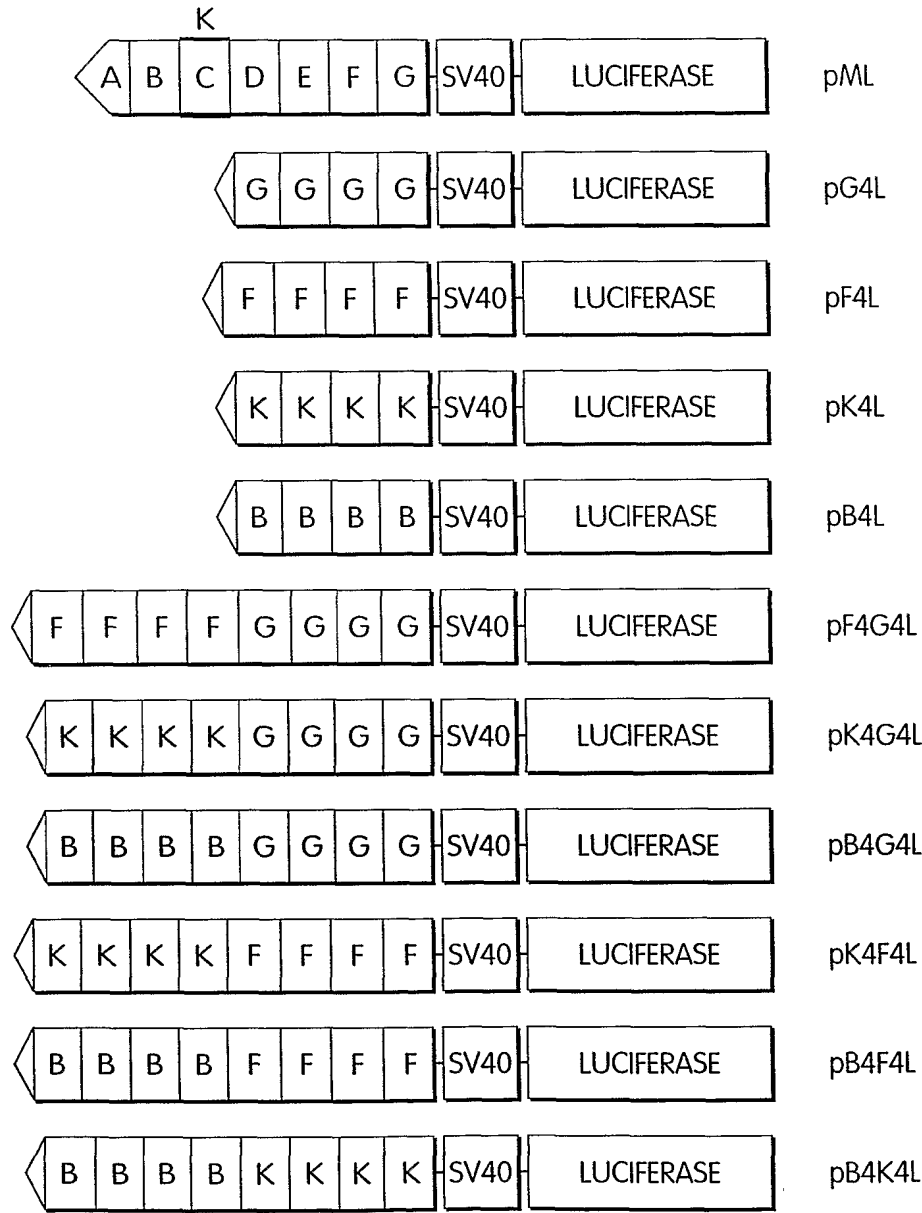 K
A B C D E F G SV40 LUCIFERASE pML
G G G G SV40 LUCIFERASE pG4L
F F F F SV40 LUCIFERASE pF4L
K K K K SV40 LUCIFERASE pK4L
B B B B SV40 LUCIFERASE pB4L
F F F F G G G G SV40 LUCIFERASE pF4G4L
K K K K G G G G SV40 LUCIFERASE pK4G4L
B B B B G G G G SV40 LUCIFERASE pB4G4L
K K K K F F F F SV40 LUCIFERASE pK4F4L
B B B B F F F F SV40 LUCIFERASE pB4F4L
B B B B K K K K SV40 LUCIFERASE pB4K4L